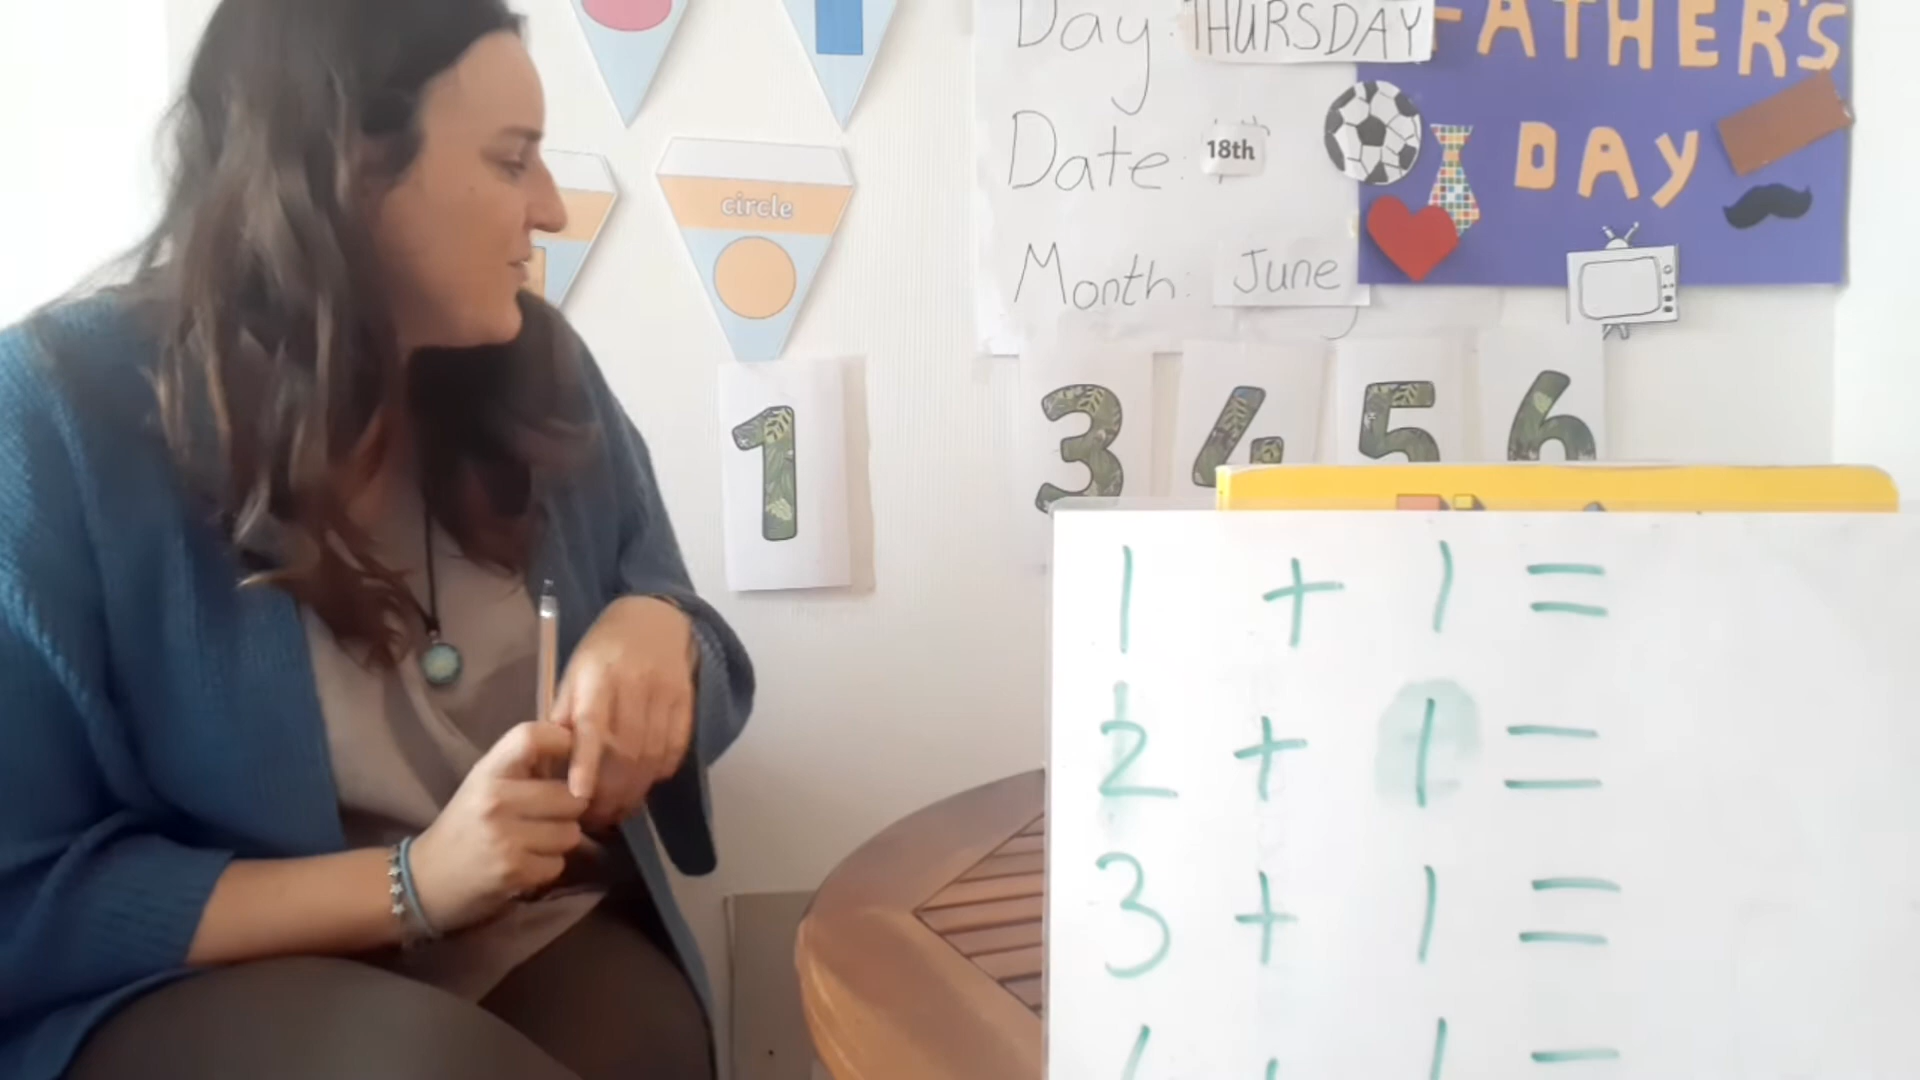 Day: THURSDAY
FATHER'S
DAY
Date: 18th
Month: June
circle
1 3 4 5 6
1 + 1 =
2 + 1 =
3 + 1 =